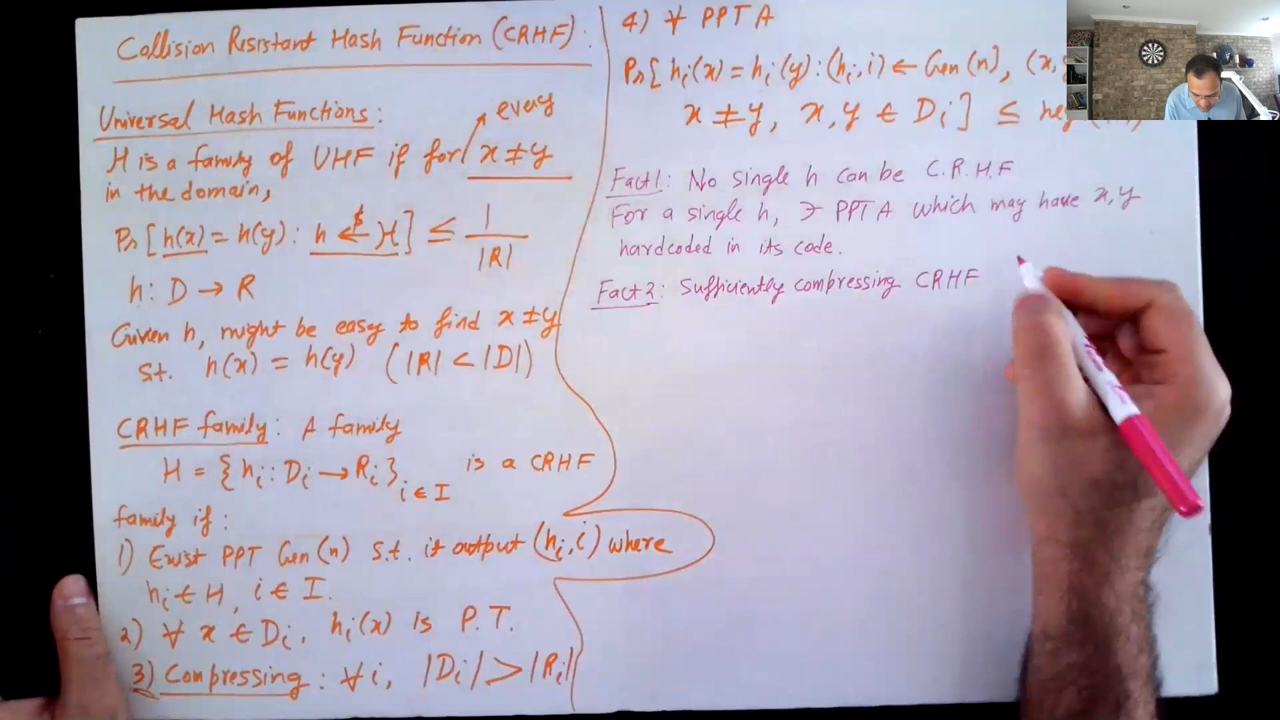 Collision Resistant Hash Function (CRHF):
Universal Hash Functions:
every
H is a family of UHF if for x ≠ y
in the domain,
Pr[h(x) = h(y): h ←$ H] ≤ 1/|R|
h: D → R
Given h, might be easy to find x ≠ y
St. h(x) = h(y) (|R| < |D|)
CRHF family: A family
H = {hi: Di → Ri} i ∈ I is a CRHF
family if:
1) Exist PPT Gen(n) s.t. it output (hi, i) where
hi ∈ H, i ∈ I.
2) ∀ x ∈ Di, hi(x) is P.T.
3) Compressing: ∀i, |Di| > |Ri|
4) ∀ PPT A
Pr[hi(x) = hi(y): (hi, i) ← Gen(n), (x,
x ≠ y, x, y ∈ Di] ≤
Fact1: No single h can be C.R.H.F
For a single h, ∃ PPT A which may have x, y
hardcoded in its code.
Fact2: Sufficiently compressing CRHF